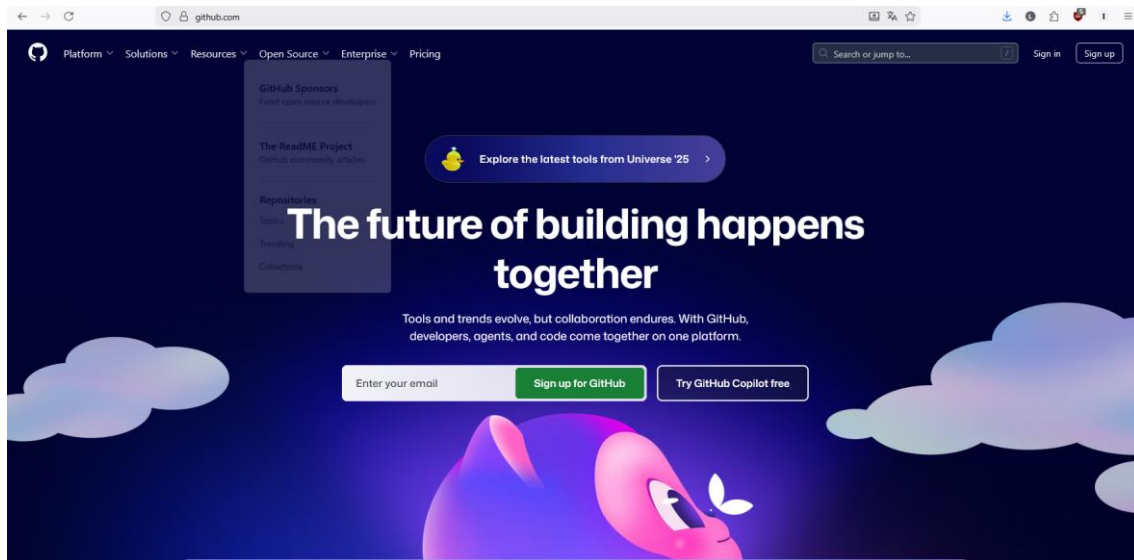 github.com
Platform Solutions Resources Open Source Enterprise Pricing Search or jump to... / Sign in Sign up
GitHub Sponsors
Fund open source developers
The ReadME Project
GitHub community articles
Repositories
Topics
Trending
Collections
Explore the latest tools from Universe '25
The future of building happens
together
Tools and trends evolve, but collaboration endures. With GitHub,
developers, agents, and code come together on one platform.
Enter your email Sign up for GitHub Try GitHub Copilot free